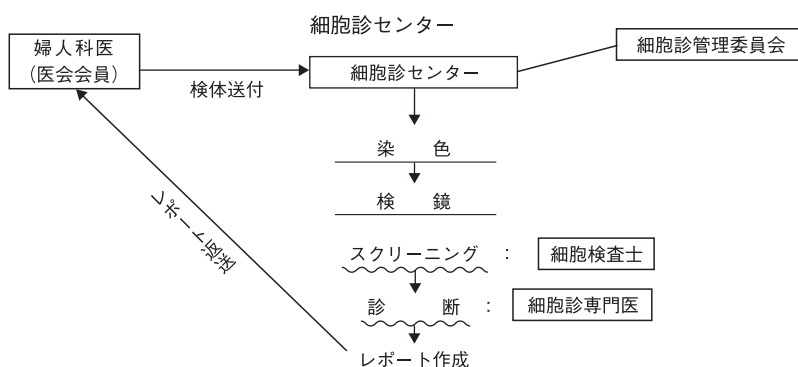 細胞診センター
婦人科医
（医会会員）
検体送付
細胞診センター
細胞診管理委員会
染　色
検　鏡
スクリーニング　：　細胞検査士
診　断　：　細胞診専門医
レポート作成
レポート返送